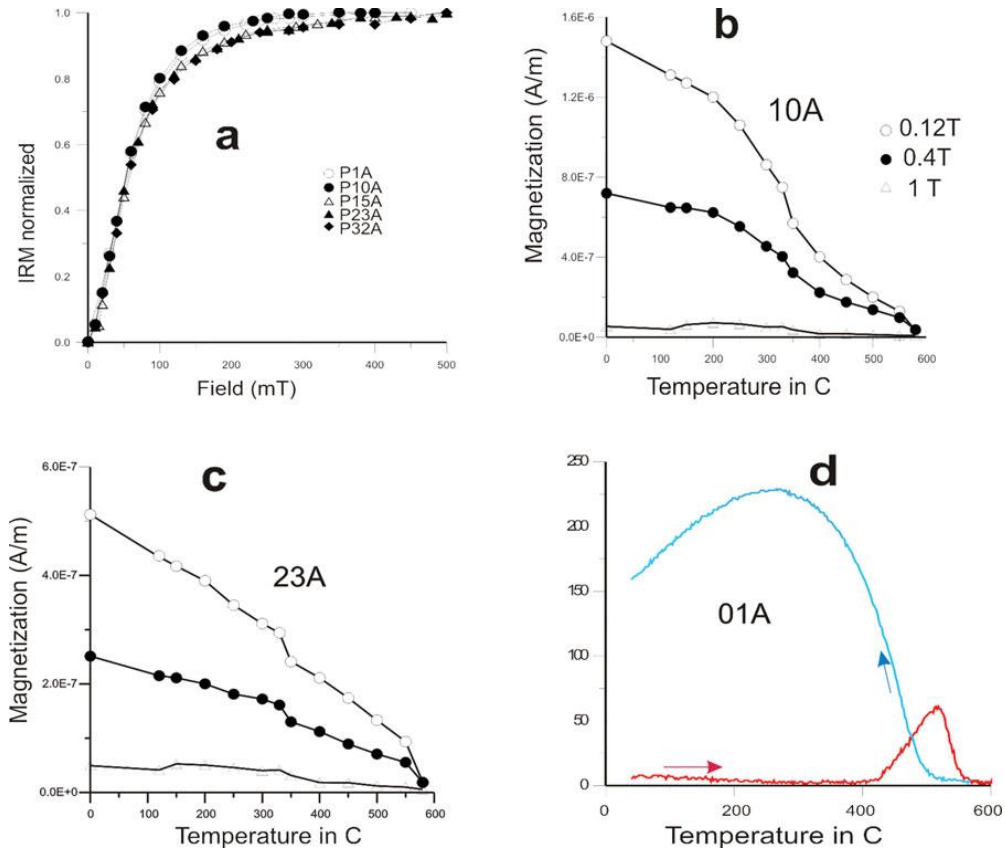 a
1.0
0.8
0.6
0.4
0.2
0.0
IRM normalized
0
100
200
300
400
500
Field (mT)
P1A
P10A
P15A
P23A
P32A
b
1.6E-6
1.2E-6
8.0E-7
4.0E-7
0.0E+0
Magnetization (A/m)
10A
0.12T
0.4T
1 T
0
100
200
300
400
500
600
Temperature in C
c
6.0E-7
4.0E-7
2.0E-7
0.0E+0
Magnetization (A/m)
23A
0
100
200
300
400
500
600
Temperature in C
d
250
200
150
100
50
0
01A
200
400
600
Temperature in C